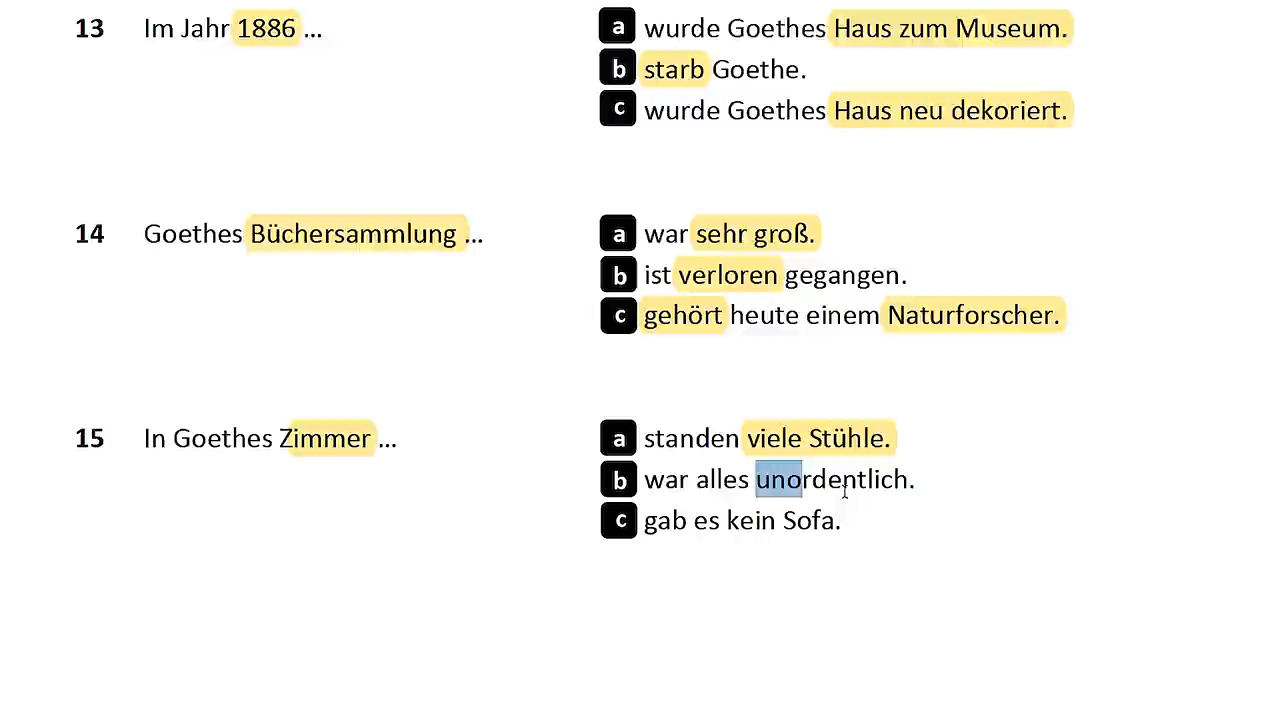 13 Im Jahr 1886 ... a wurde Goethes Haus zum Museum.
b starb Goethe.
c wurde Goethes Haus neu dekoriert.
14 Goethes Büchersammlung ... a war sehr groß.
b ist verloren gegangen.
c gehört heute einem Naturforscher.
15 In Goethes Zimmer ... a standen viele Stühle.
b war alles unordentlich.
c gab es kein Sofa.